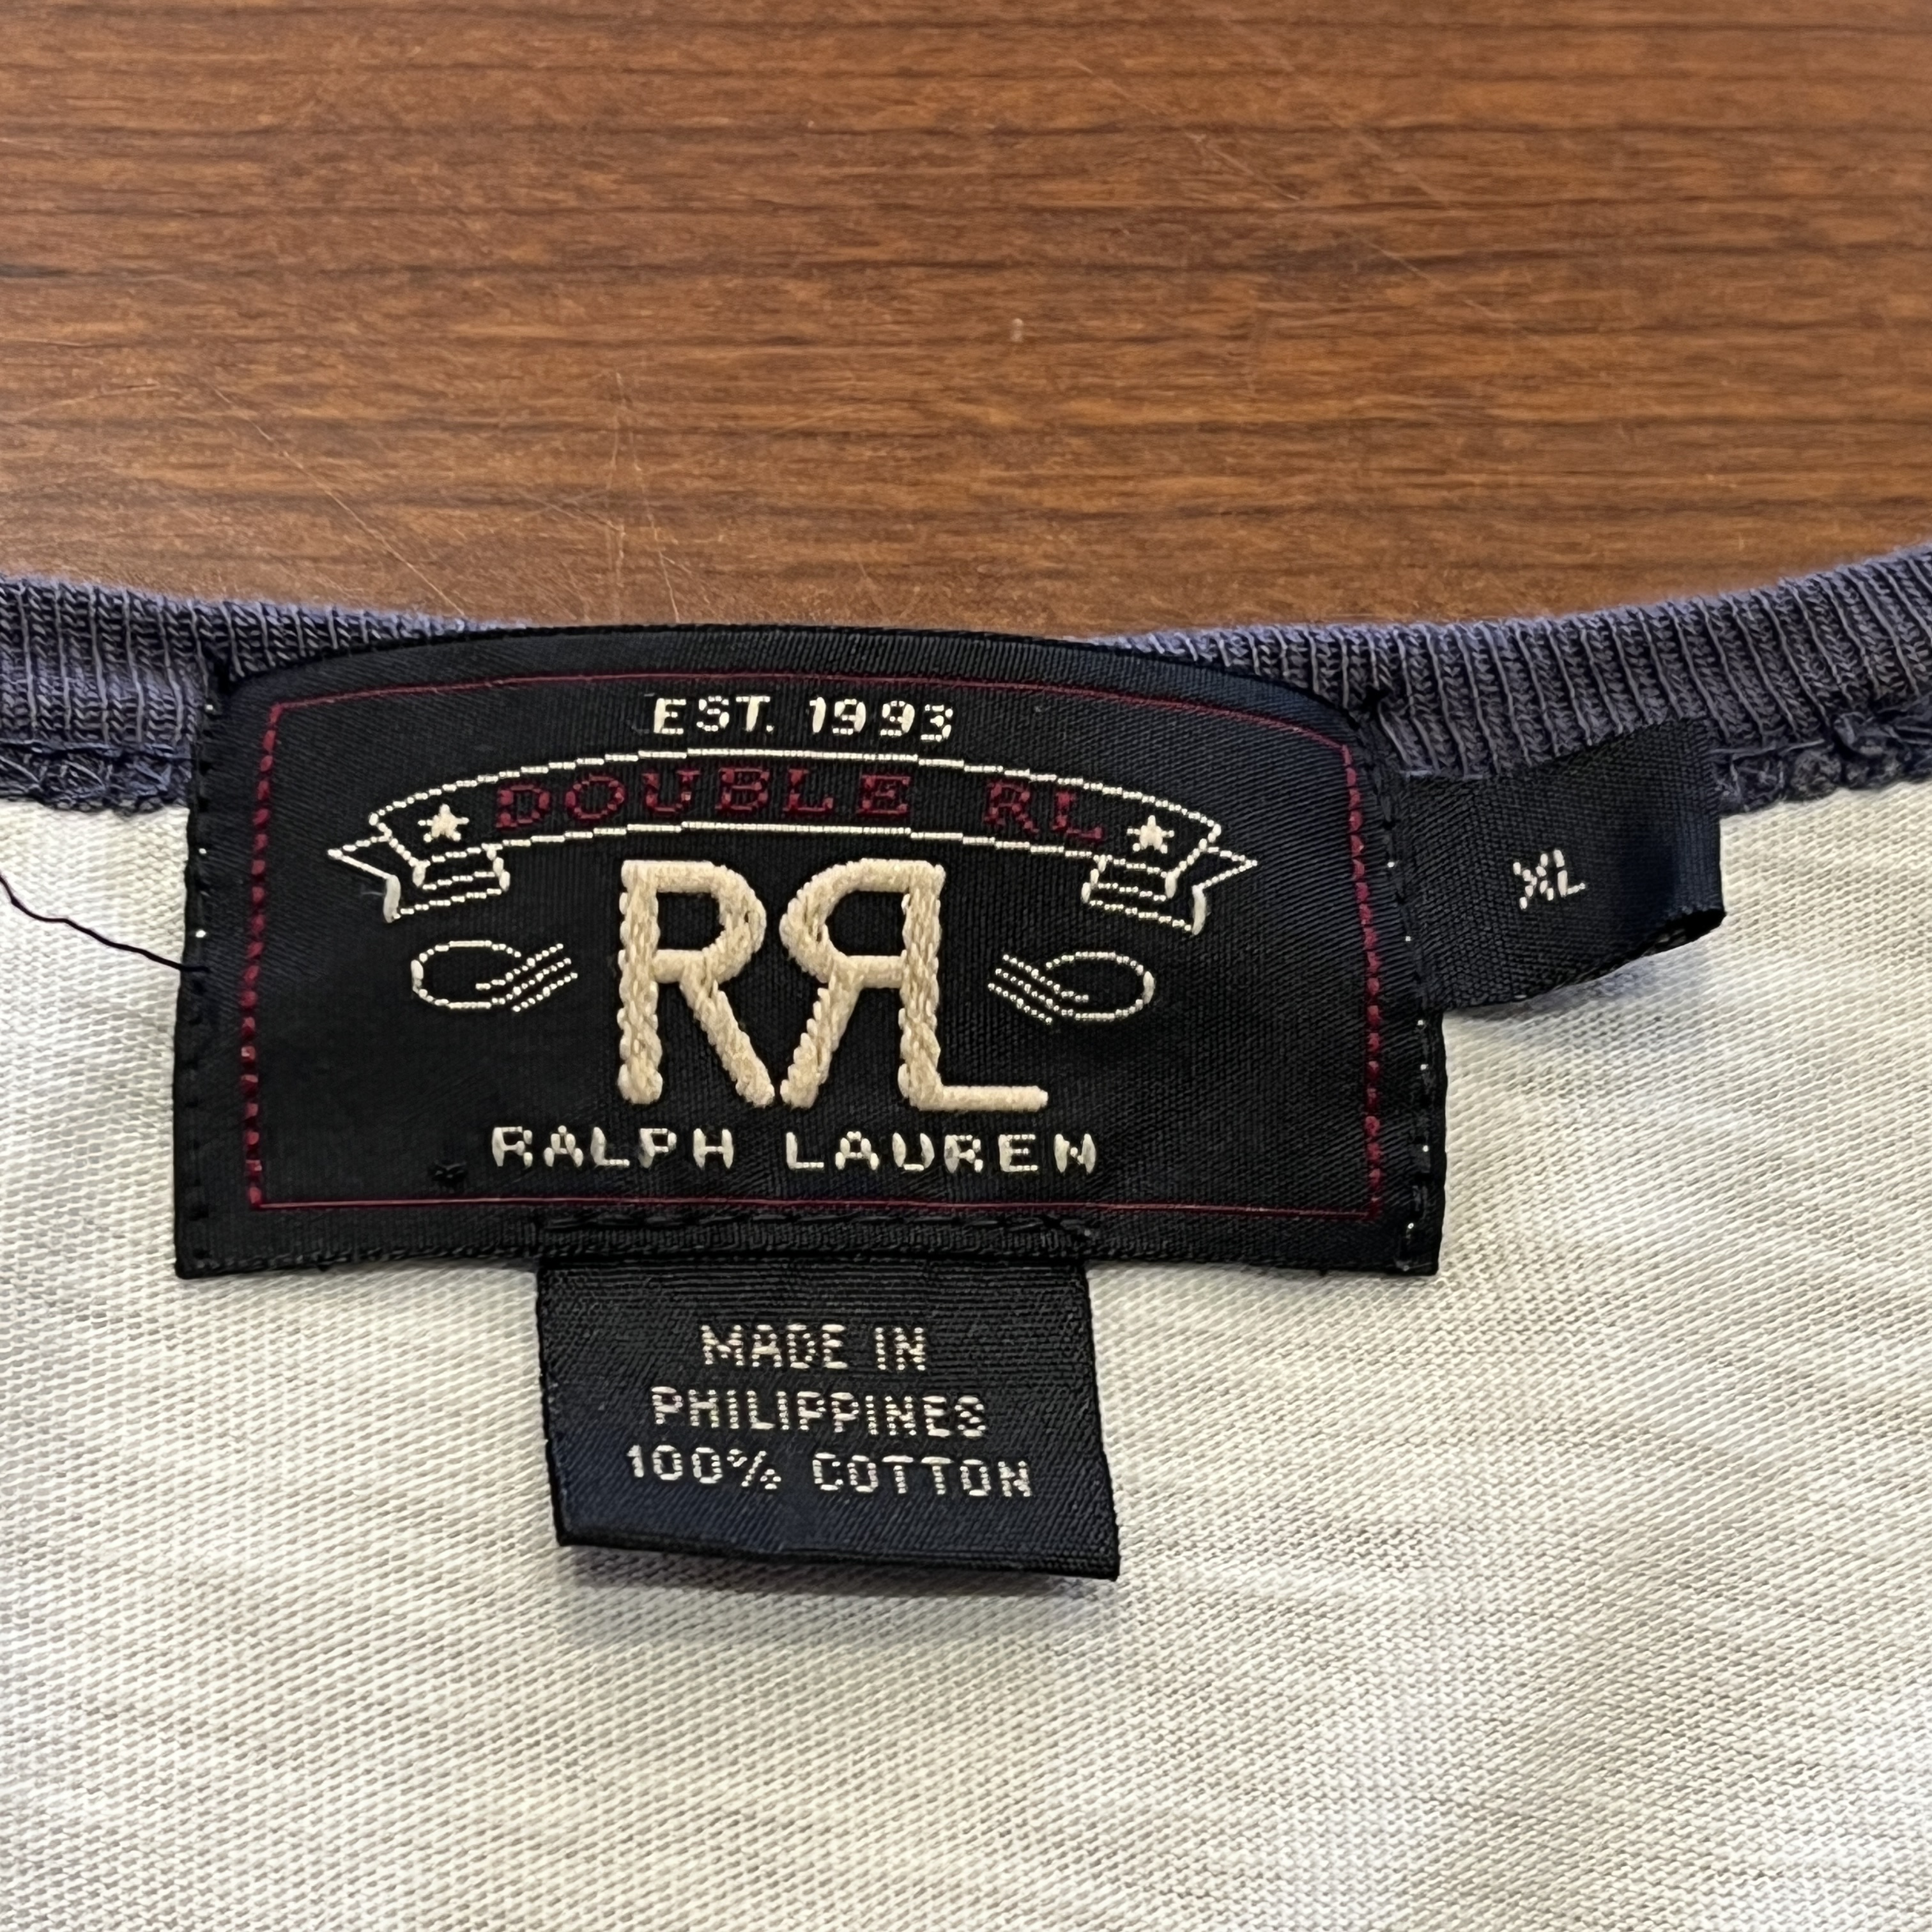 EST. 1993
DOUBLE RL
RRL
RALPH LAUREN
XL
MADE IN
PHILIPPINES
100% COTTON